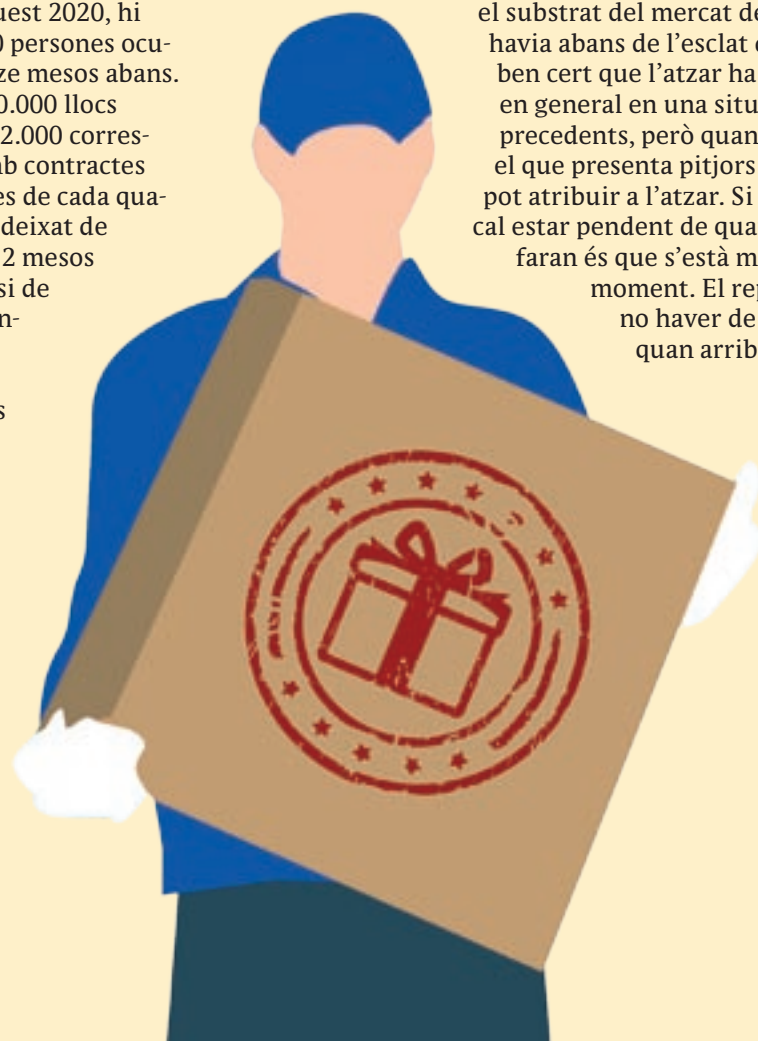 uest 2020, hi
0 persones ocu-
ze mesos abans.
0.000 llocs
2.000 corres-
nb contractes
es de cada qua-
deixat de
2 mesos
si de
n-
s
el substrat del mercat de
havia abans de l’esclat
ben cert que l’atzar ha
en general en una situ
precedents, però quan
el que presenta pitjors
pot atribuir a l’atzar. Si
cal estar pendent de qua
faran és que s’està m
moment. El rep
no haver de
quan arrib